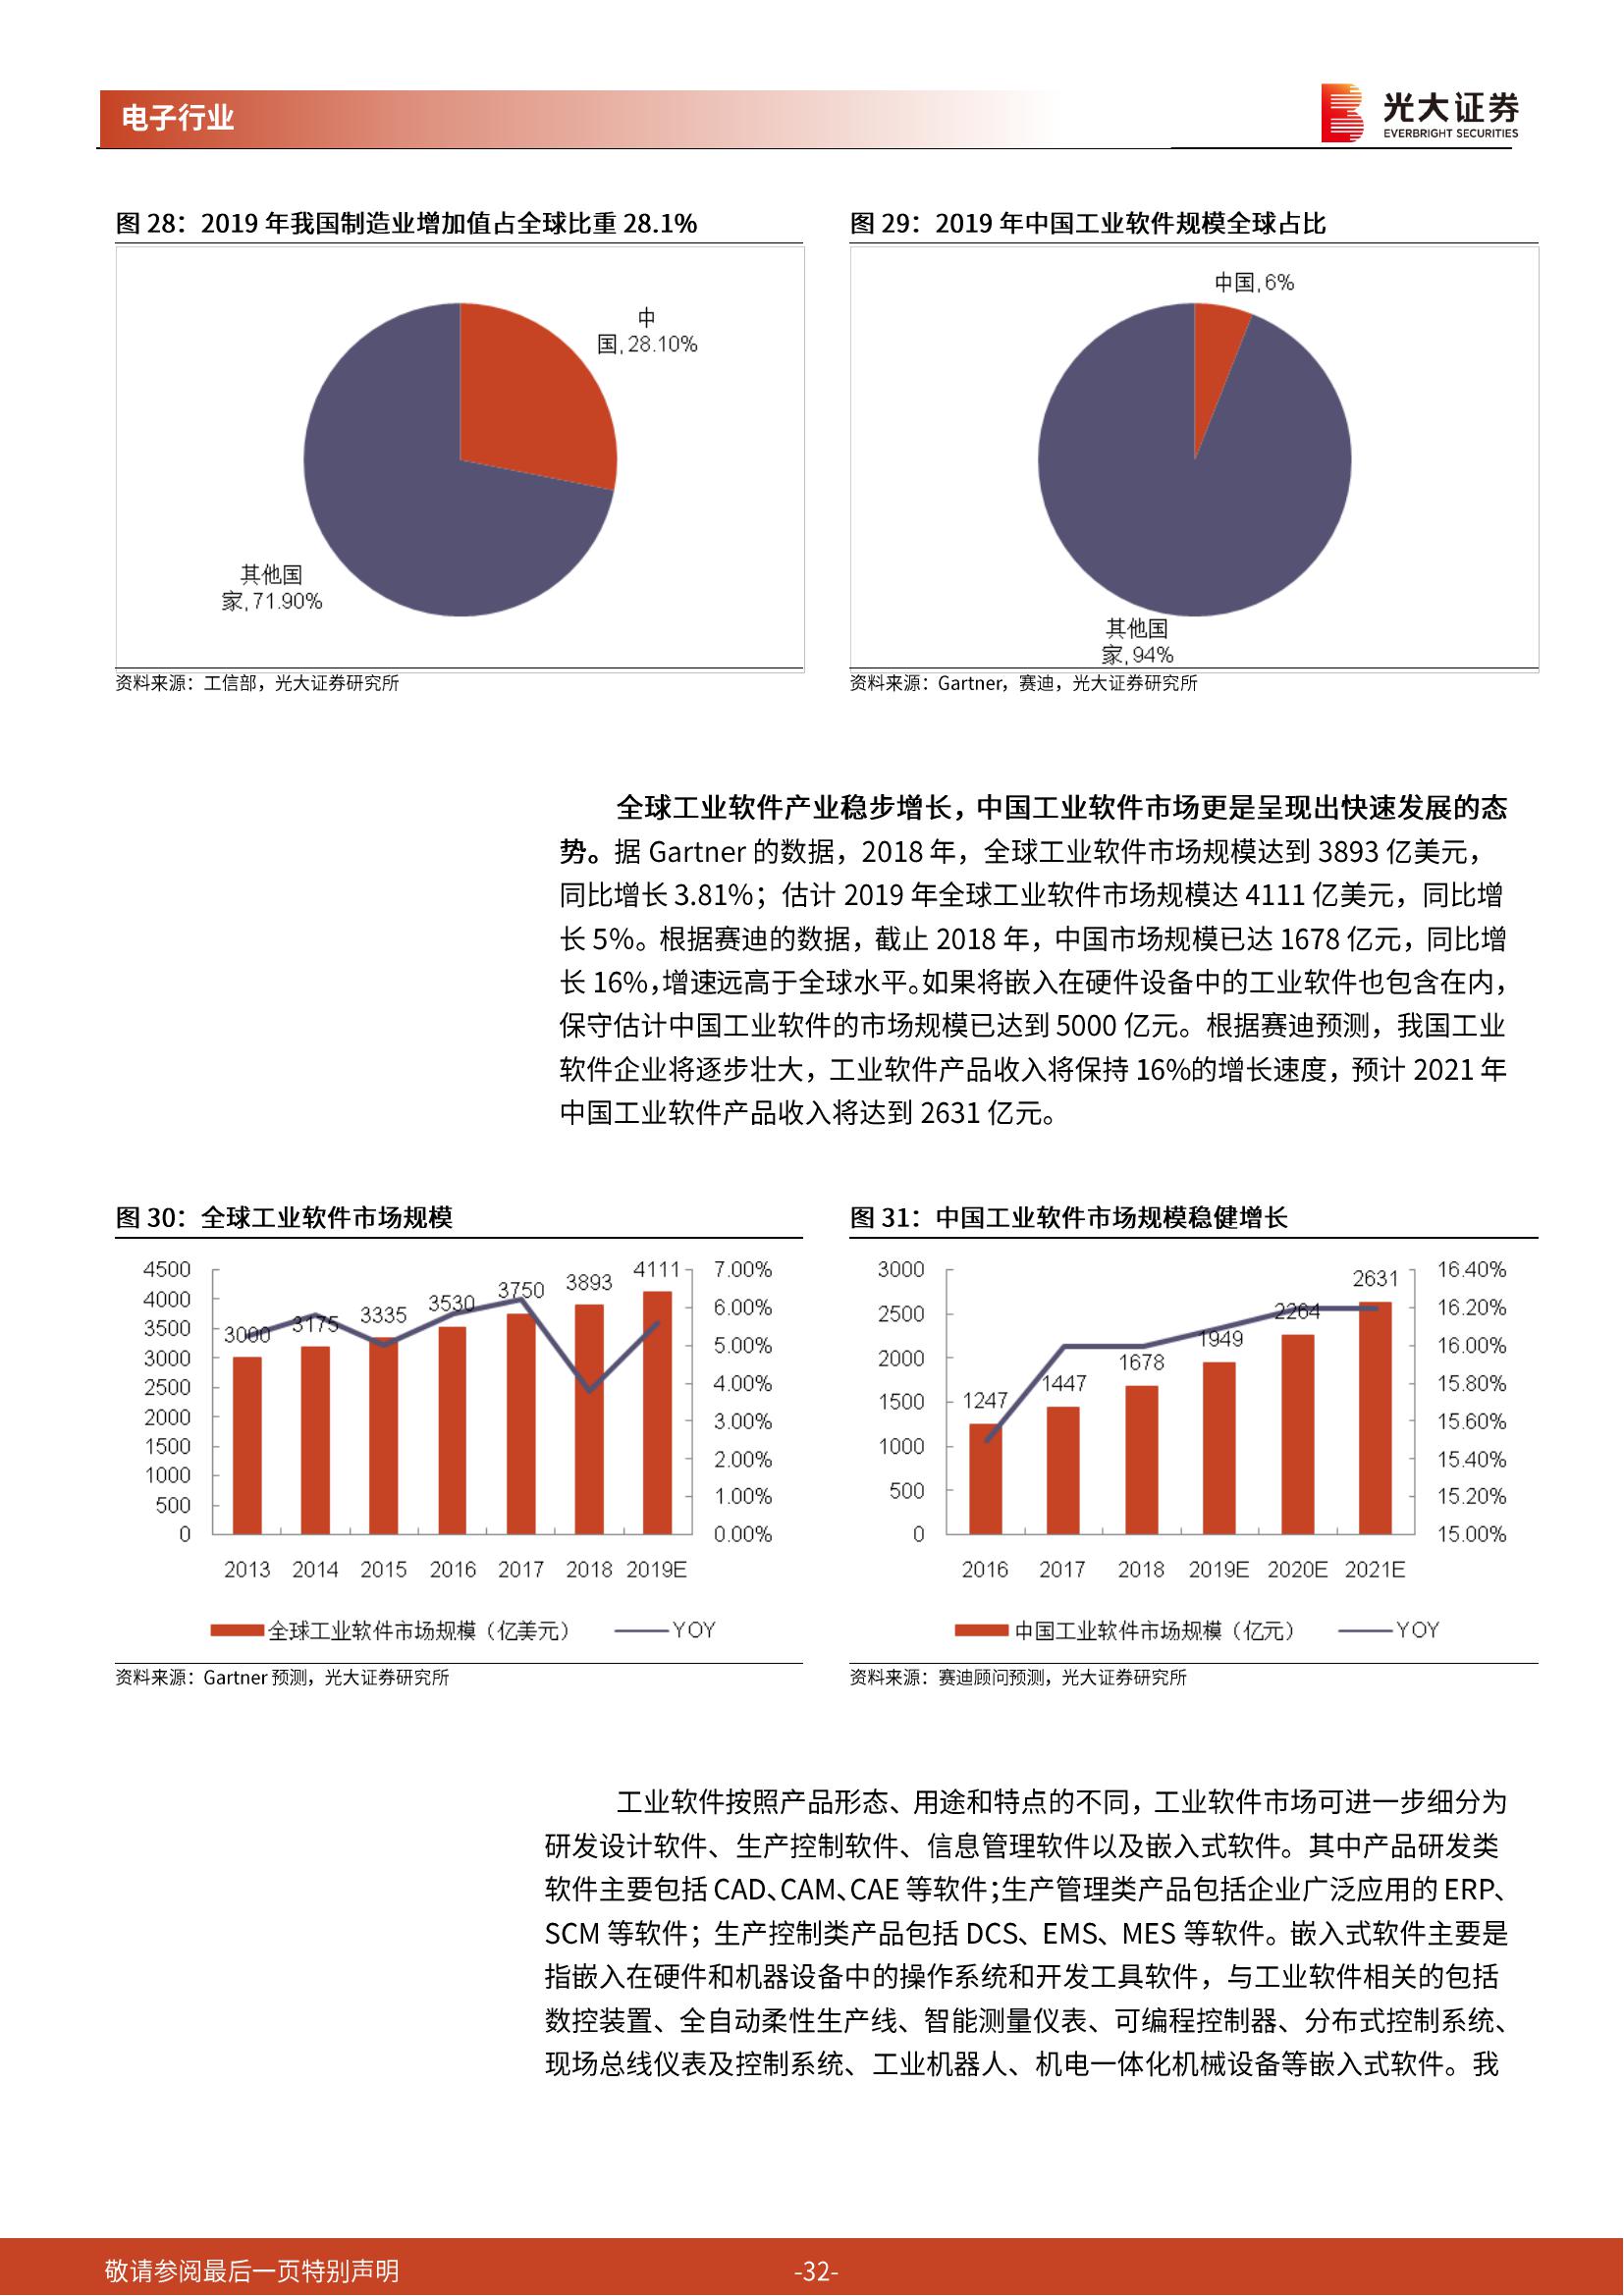 电子行业
光大证券
EVERBRIGHT SECURITIES
图 28：2019 年我国制造业增加值占全球比重 28.1%
中
国, 28.10%
其他国
家, 71.90%
资料来源：工信部，光大证券研究所
图 29：2019 年中国工业软件规模全球占比
中国, 6%
其他国
家, 94%
资料来源：Gartner，赛迪，光大证券研究所
全球工业软件产业稳步增长，中国工业软件市场更是呈现出快速发展的态
势。据 Gartner 的数据，2018 年，全球工业软件市场规模达到 3893 亿美元，
同比增长 3.81%；估计 2019 年全球工业软件市场规模达 4111 亿美元，同比增
长 5%。根据赛迪的数据，截止 2018 年，中国市场规模已达 1678 亿元，同比增
长 16%，增速远高于全球水平。如果将嵌入在硬件设备中的工业软件也包含在内，
保守估计中国工业软件的市场规模已达到 5000 亿元。根据赛迪预测，我国工业
软件企业将逐步壮大，工业软件产品收入将保持 16%的增长速度，预计 2021 年
中国工业软件产品收入将达到 2631 亿元。
图 30：全球工业软件市场规模
4500
4000
3500
3000
2500
2000
1500
1000
500
0
3000
3175
3335
3530
3750
3893
4111
7.00%
6.00%
5.00%
4.00%
3.00%
2.00%
1.00%
0.00%
2013 2014 2015 2016 2017 2018 2019E
全球工业软件市场规模（亿美元） YOY
资料来源：Gartner 预测，光大证券研究所
图 31：中国工业软件市场规模稳健增长
3000
2500
2000
1500
1000
500
0
1247
1447
1678
1949
2264
2631
16.40%
16.20%
16.00%
15.80%
15.60%
15.40%
15.20%
15.00%
2016 2017 2018 2019E 2020E 2021E
中国工业软件市场规模（亿元） YOY
资料来源：赛迪顾问预测，光大证券研究所
工业软件按照产品形态、用途和特点的不同，工业软件市场可进一步细分为
研发设计软件、生产控制软件、信息管理软件以及嵌入式软件。其中产品研发类
软件主要包括 CAD、CAM、CAE 等软件；生产管理类产品包括企业广泛应用的 ERP、
SCM 等软件；生产控制类产品包括 DCS、EMS、MES 等软件。嵌入式软件主要是
指嵌入在硬件和机器设备中的操作系统和开发工具软件，与工业软件相关的包括
数控装置、全自动柔性生产线、智能测量仪表、可编程控制器、分布式控制系统、
现场总线仪表及控制系统、工业机器人、机电一体化机械设备等嵌入式软件。我
敬请参阅最后一页特别声明
-32-